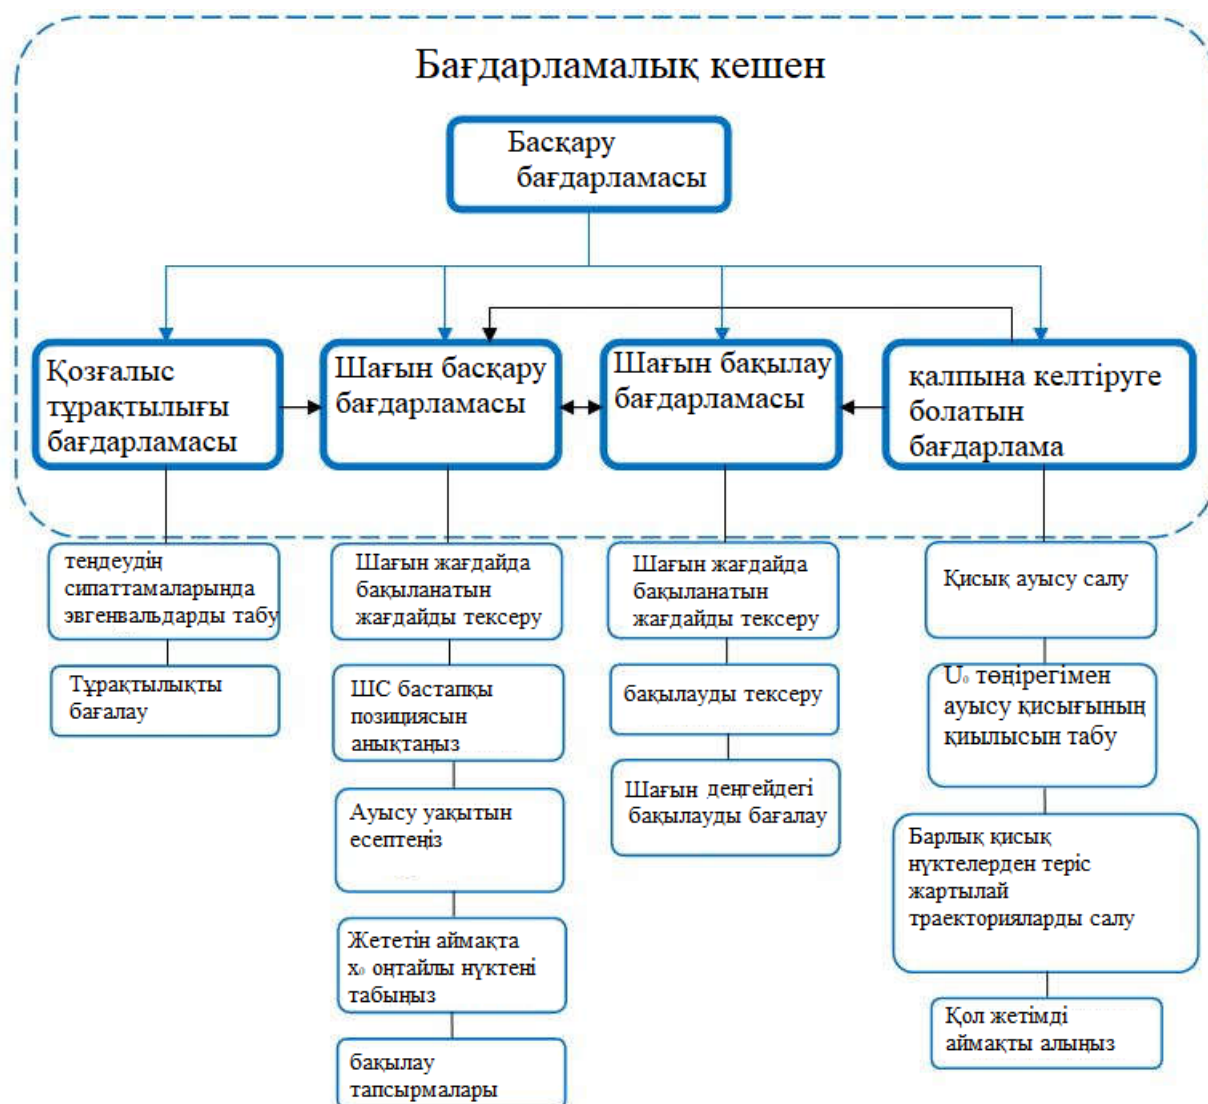 Бағдарламалық кешен
Басқару
бағдарламасы
Қозғалыс
тұрақтылығы
бағдарламасы
Шағын басқару
бағдарламасы
Шағын бақылау
бағдарламасы
қалпына келтіруге
болатын
бағдарлама
теңдеудің
сипаттамаларында
эвгенвальдарды табу
Тұрақтылықты
бағалау
Шағын жағдайда
бақыланатын
жағдайды тексеру
ШС бастапқы
позициясын
анықтаңыз
Ауысу уақытын
есептеңіз
Жететін аймақта
x₀ оңтайлы нүктені
табыңыз
бақылау
тапсырмалары
Шағын жағдайда
бақыланатын
жағдайды тексеру
бақылауды тексеру
Шағын деңгейдегі
бақылауды бағалау
Қисық ауысу салу
U₀ төңірегімен
ауысу қисығының
қиылысын табу
Барлық қисық
нүктелерден теріс
жартылай
траекторияларды салу
Қол жетімді
аймақты алыңыз